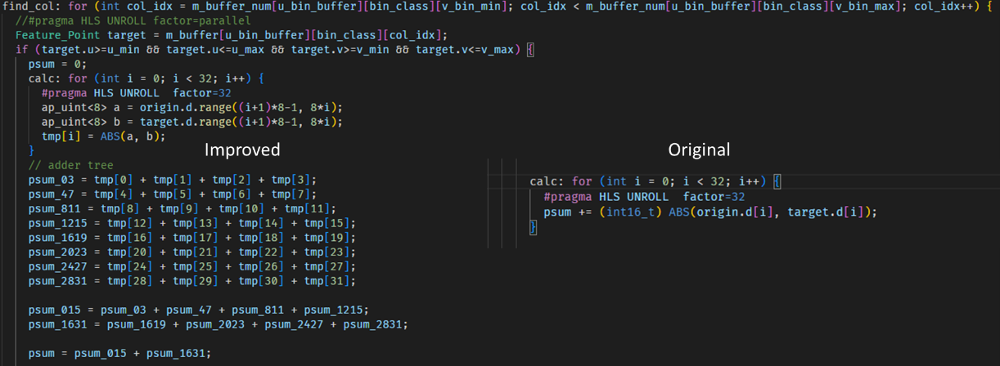 find_col: for (int col_idx = m_buffer_num[u_bin_buffer][bin_class][v_bin_min]; col_idx < m_buffer_num[u_bin_buffer][bin_class][v_bin_max]; col_idx++) {
//#pragma HLS UNROLL factor=parallel
Feature_Point target = m_buffer[u_bin_buffer][bin_class][col_idx];
if (target.u>=u_min && target.u<=u_max && target.v>=v_min && target.v<=v_max) {
psum = 0;
calc: for (int i = 0; i < 32; i++) {
#pragma HLS UNROLL  factor=32
ap_uint<8> a = origin.d.range((i+1)*8-1, 8*i);
ap_uint<8> b = target.d.range((i+1)*8-1, 8*i);
tmp[i] = ABS(a, b);
}
Improved
// adder tree
psum_03 = tmp[0] + tmp[1] + tmp[2] + tmp[3];
psum_47 = tmp[4] + tmp[5] + tmp[6] + tmp[7];
psum_811 = tmp[8] + tmp[9] + tmp[10] + tmp[11];
psum_1215 = tmp[12] + tmp[13] + tmp[14] + tmp[15];
psum_1619 = tmp[16] + tmp[17] + tmp[18] + tmp[19];
psum_2023 = tmp[20] + tmp[21] + tmp[22] + tmp[23];
psum_2427 = tmp[24] + tmp[25] + tmp[26] + tmp[27];
psum_2831 = tmp[28] + tmp[29] + tmp[30] + tmp[31];
psum_015 = psum_03 + psum_47 + psum_811 + psum_1215;
psum_1631 = psum_1619 + psum_2023 + psum_2427 + psum_2831;
psum = psum_015 + psum_1631;
Original
calc: for (int i = 0; i < 32; i++) {
#pragma HLS UNROLL  factor=32
psum += (int16_t) ABS(origin.d[i], target.d[i]);
}